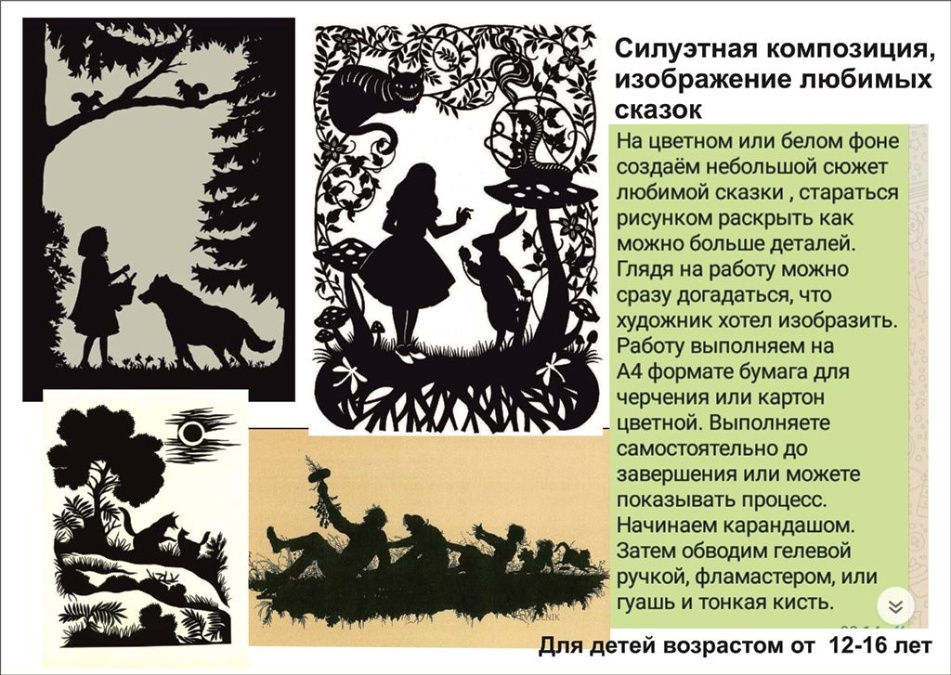 Силуэтная композиция,
изображение любимых
сказок
На цветном или белом фоне
создаём небольшой сюжет
любимой сказки , стараться
рисунком раскрыть как
можно больше деталей.
Глядя на работу можно
сразу догадаться, что
художник хотел изобразить.
Работу выполняем на
А4 формате бумага для
черчения или картон
цветной. Выполняете
самостоятельно до
завершения или можете
показывать процесс.
Начинаем карандашом.
Затем обводим гелевой
ручкой, фламастером, или
гуашь и тонкая кисть.
Для детей возрастом от 12-16 лет